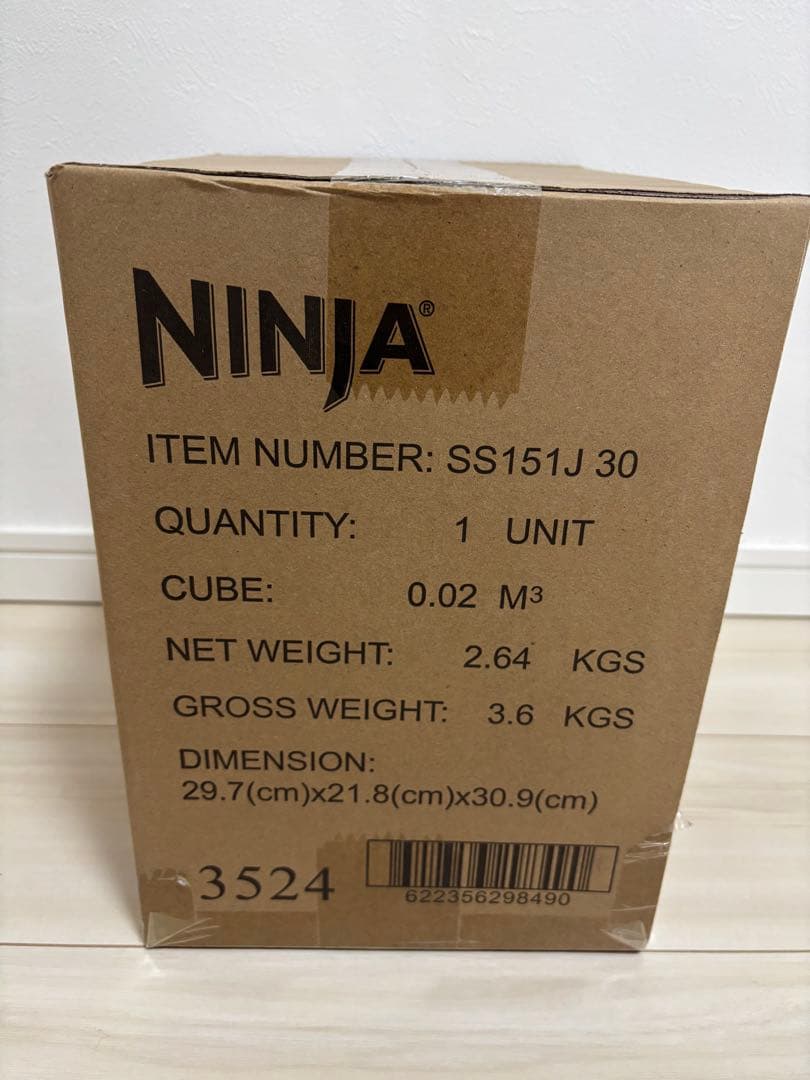 NINJA®
ITEM NUMBER: SS151J 30
QUANTITY: 1 UNIT
CUBE: 0.02 M³
NET WEIGHT: 2.64 KGS
GROSS WEIGHT: 3.6 KGS
DIMENSION:
29.7(cm)x21.8(cm)x30.9(cm)
3524
622356298490